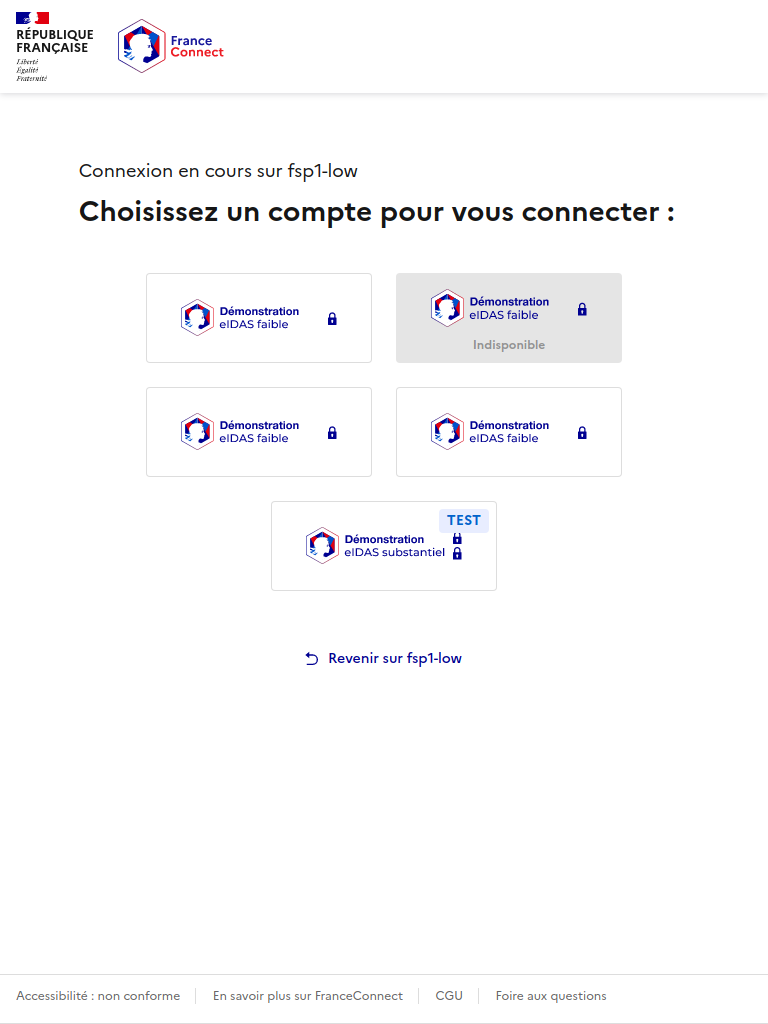 RÉPUBLIQUE
FRANÇAISE
Liberté
Égalité
Fraternité
France
Connect
Connexion en cours sur fsp1-low
Choisissez un compte pour vous connecter :
Démonstration
eIDAS faible
Démonstration
eIDAS faible
Indisponible
Démonstration
eIDAS faible
Démonstration
eIDAS faible
TEST
Démonstration
eIDAS substantiel
Revenir sur fsp1-low
Accessibilité : non conforme
En savoir plus sur FranceConnect
CGU
Foire aux questions